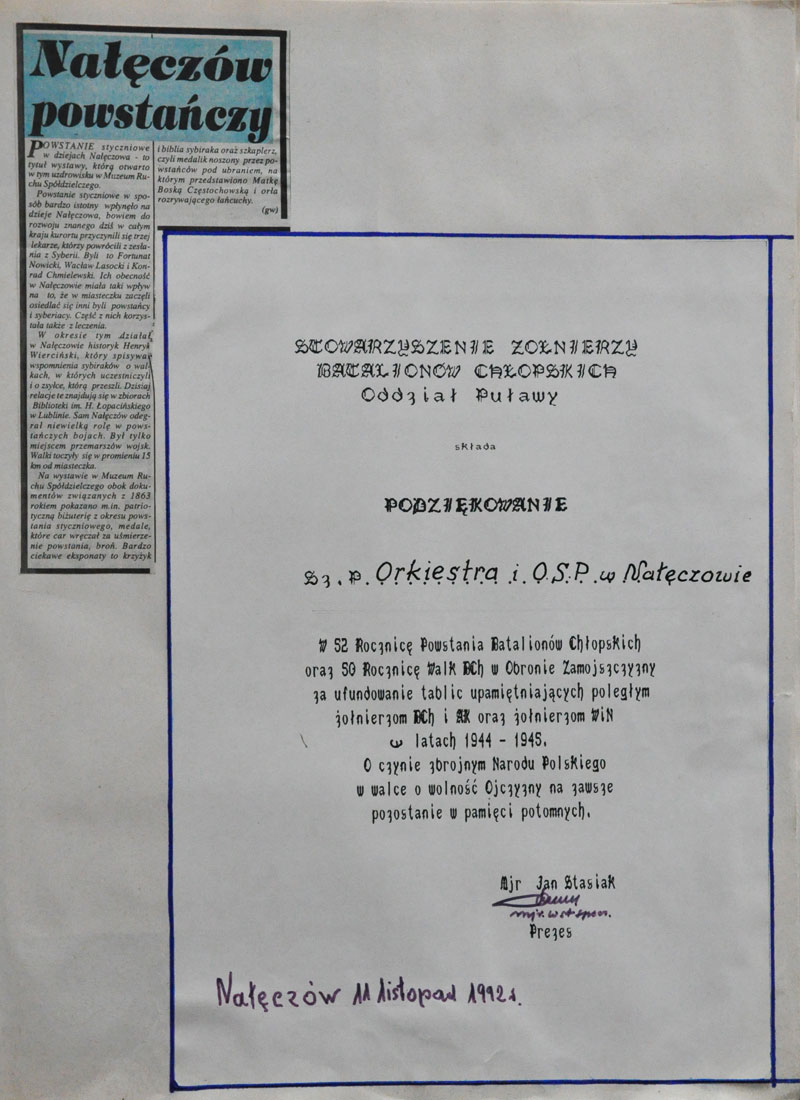 Nałęczów
powstańczy
POWSTANIE styczniowe
w dziejach Nałęczowa - to
tytuł wystawy, którą otwarto
w tym uzdrowisku w Muzeum Ru-
chu Spółdzielczego.
Powstanie styczniowe w spo-
sób bardzo istotny wpłynęło na
dzieje Nałęczowa, bowiem do
rozwoju znanego dziś w całym
kraju kurortu przyczynili się trzej
lekarze, którzy powrócili z zesła-
nia z Syberii. Byli to Fortunat
Nowicki, Wacław Lasocki i Kon-
rad Chmielewski. Ich obecność
w Nałęczowie miała taki wpływ
na to, że w miasteczku zaczęli
osiedlać się inni byli powstańcy
i syberiacy. Część z nich korzys-
tała także z leczenia.
W okresie tym działał
w Nałęczowie historyk Henryk
Wierciński, który spisywał
wspomnienia sybiraków o wal-
kach, w których uczestniczyli
i o zsyłce, którą przeszli. Dzisiaj
relacje te znajdują się w zbiorach
Biblioteki im. H. Łopacińskiego
w Lublinie. Sam Nałęczów odeg-
rał niewielką rolę w pows-
tańczych bojach. Był tylko
miejscem przemarszów wojsk.
Walki toczyły się w promieniu 15
km od miasteczka.
Na wystawie w Muzeum Ru-
chu Spółdzielczego obok doku-
mentów związanych z 1863
rokiem pokazano m.in. patrio-
tyczną biżuterię z okresu pows-
tania styczniowego, medale,
które car wręczał za uśmierze-
nie powstania, broń. Bardzo
ciekawe eksponaty to krzyżyk
i biblia sybiraka oraz szkaplerz,
czyli medalik noszony przez po-
wstańców pod ubraniem, na
którym przedstawiono Matkę
Boską Częstochowską i orła
rozrywającego łańcuchy.
(gw)
STOWARZYSZENIE ŻOŁNIERZY
BATALIONÓW CHŁOPSKICH
Oddział Puławy
składa
PODZIĘKOWANIE
Sz. P. Orkiestra i O.S.P. w Nałęczowie
W 52 Rocznicę Powstania Batalionów Chłopskich
oraz 50 Rocznicę Walk BCh w Obronie Zamojszczyzny
za ufundowanie tablic upamiętniających poległym
żołnierzom BCh i AK oraz żołnierzom WiN
w latach 1944 - 1945.
O czynie zbrojnym Narodu Polskiego
w walce o wolność Ojczyzny na zawsze
pozostanie w pamięci potomnych.
Mjr Jan Stasiak
mjr. w st. spocz.
Prezes
Nałęczów 11 listopad 1992 r.